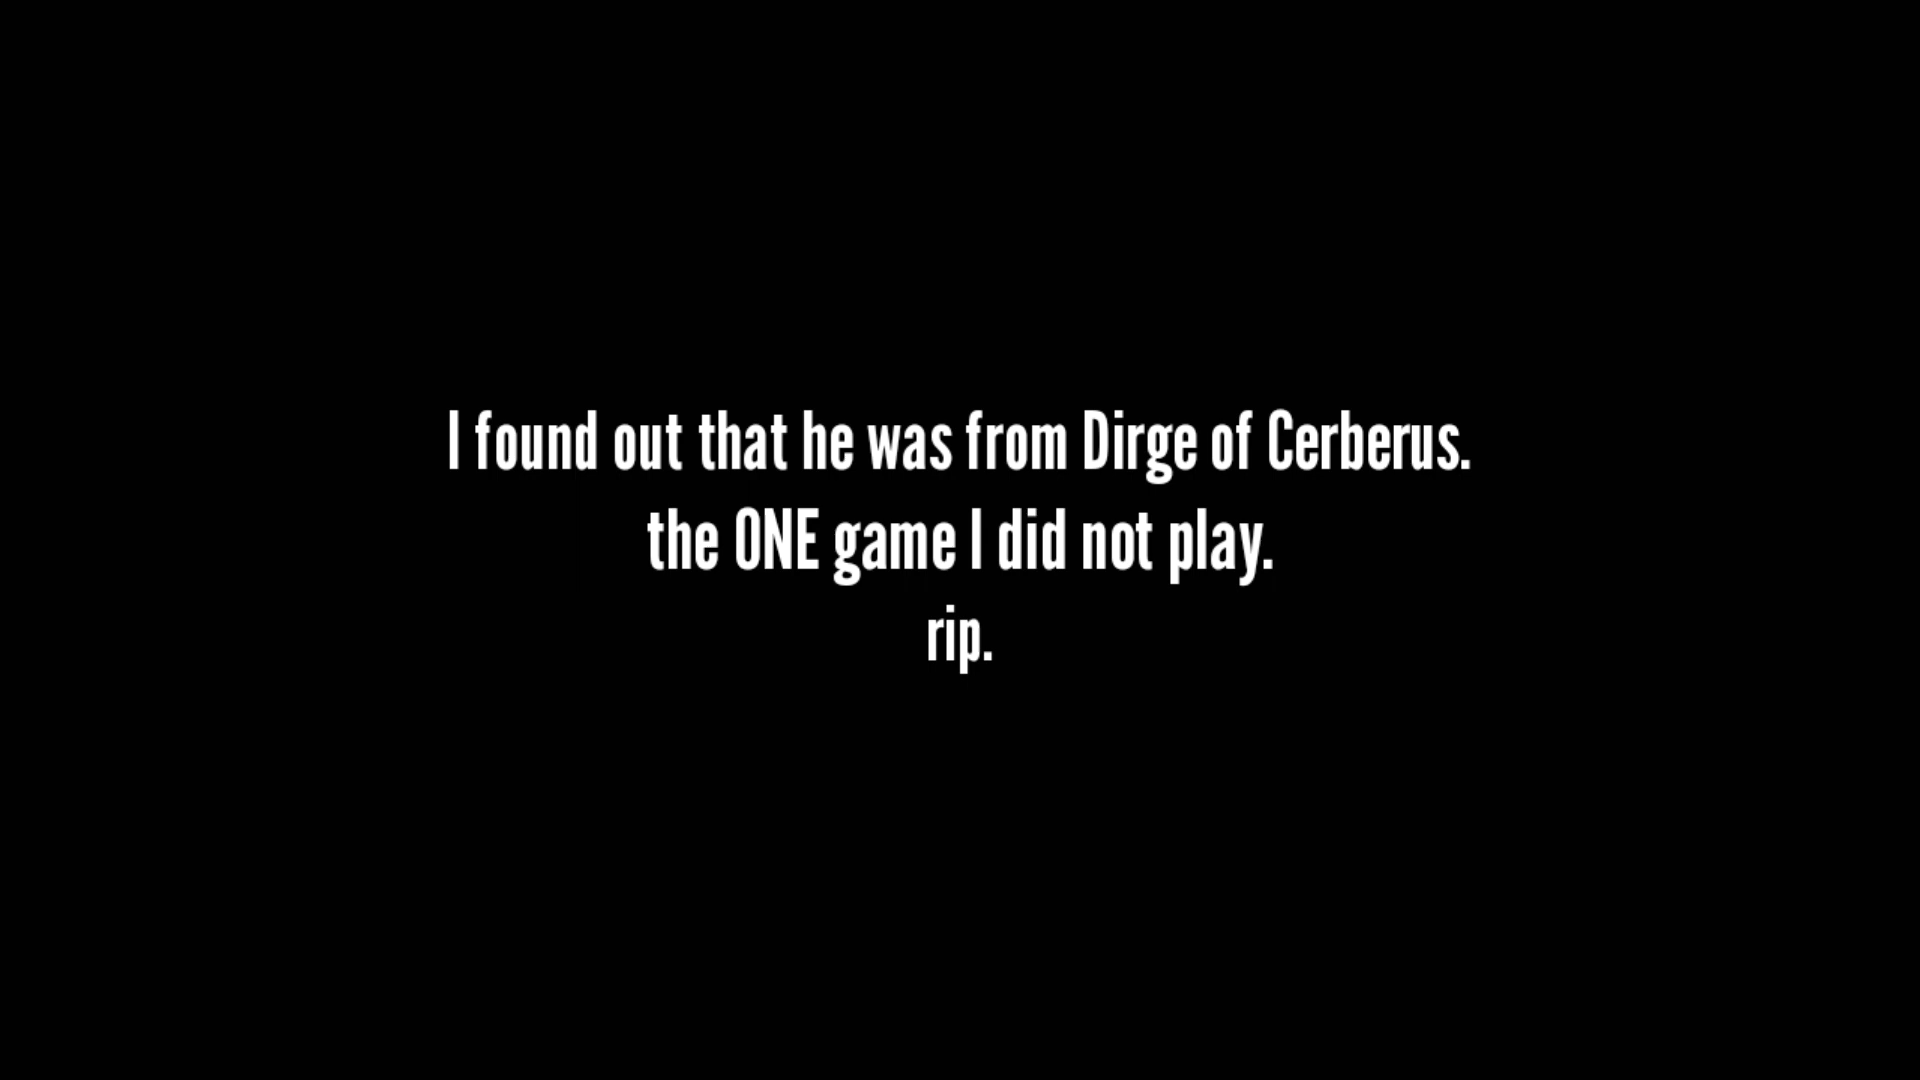 I found out that he was from Dirge of Cerberus.
the ONE game I did not play.
rip.